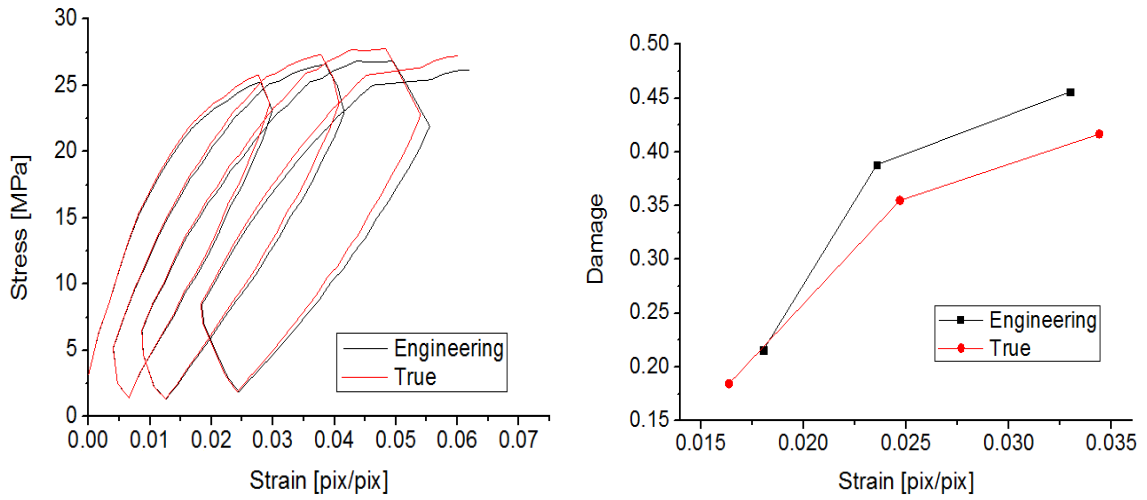 30
25
20
15
10
5
0
0.00 0.01 0.02 0.03 0.04 0.05 0.06 0.07
Stress [MPa]
Strain [pix/pix]
Engineering
True
0.50
0.45
0.40
0.35
0.30
0.25
0.20
0.15
0.015 0.020 0.025 0.030 0.035
Damage
Strain [pix/pix]
Engineering
True